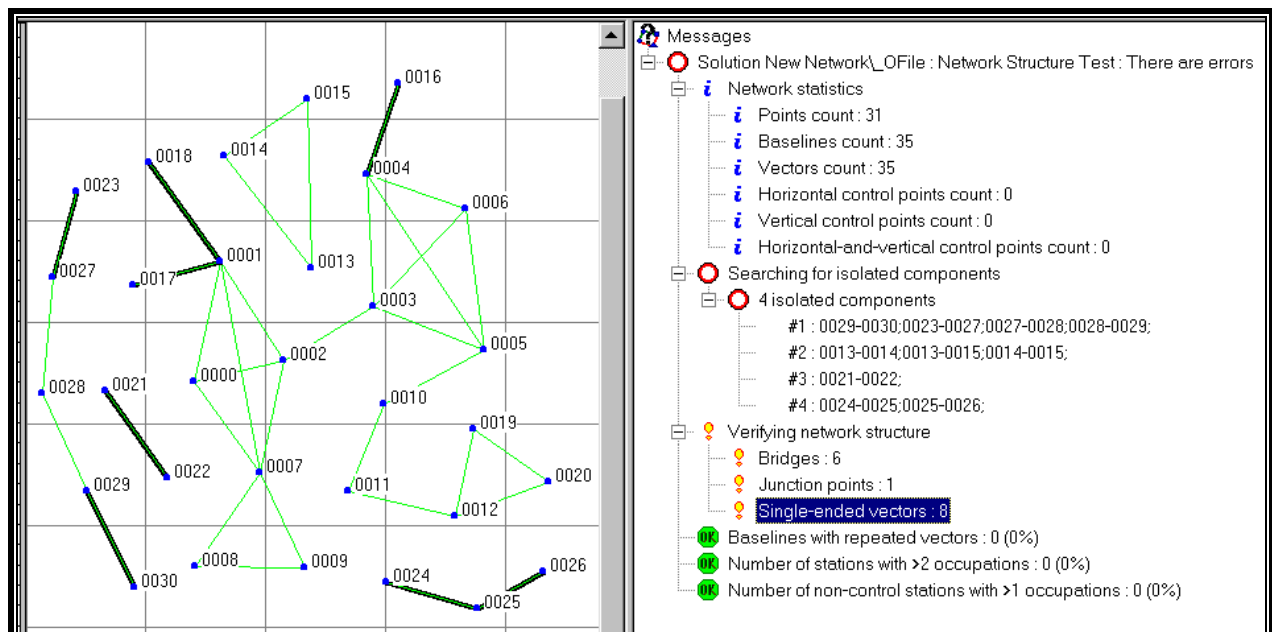 0016
0015
0014
0018
0004
0023
0006
0001
0013
0027
0017
0003
0002
0005
0000
0028
0021
0010
0019
0007
0022
0020
0029
0011
0012
0008
0009
0026
0024
0030
0025
Messages
Solution New Network\_OFile : Network Structure Test : There are errors
i Network statistics
i Points count : 31
i Baselines count : 35
i Vectors count : 35
i Horizontal control points count : 0
i Vertical control points count : 0
i Horizontal-and-vertical control points count : 0
Searching for isolated components
4 isolated components
#1 : 0029-0030;0023-0027;0027-0028;0028-0029;
#2 : 0013-0014;0013-0015;0014-0015;
#3 : 0021-0022;
#4 : 0024-0025;0025-0026;
Verifying network structure
Bridges : 6
Junction points : 1
Single-ended vectors : 8
OK Baselines with repeated vectors : 0 (0%)
OK Number of stations with >2 occupations : 0 (0%)
OK Number of non-control stations with >1 occupations : 0 (0%)